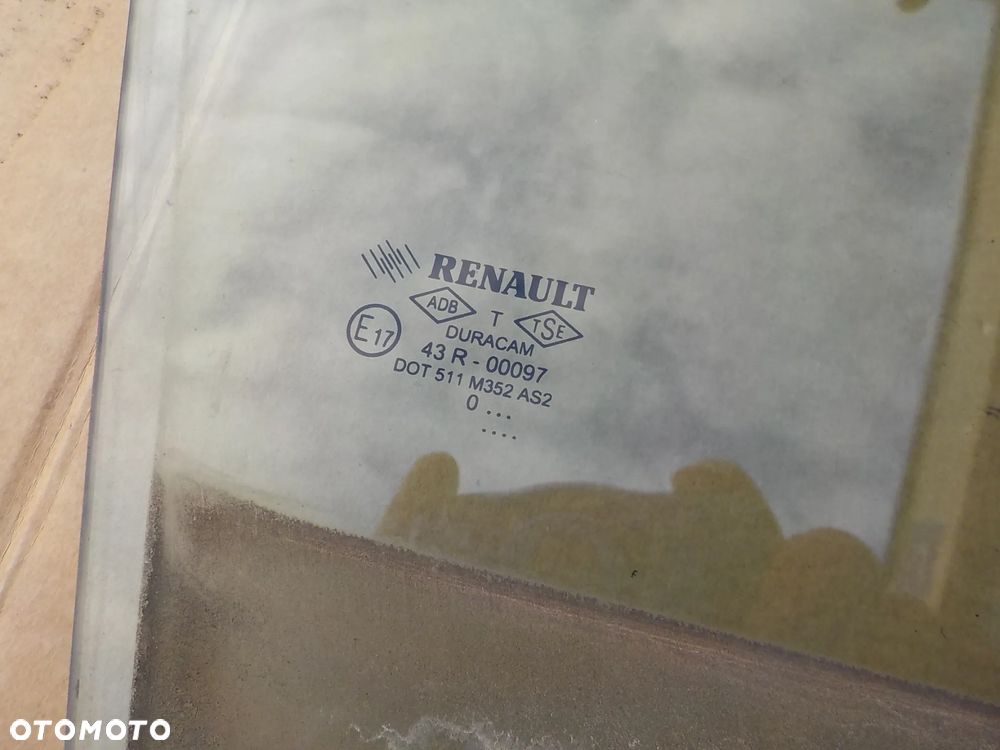 RENAULT
ADB T TSE
DURACAM
E17 43 R - 00097
DOT 511 M352 AS2
0 ...
....
OTOMOTO